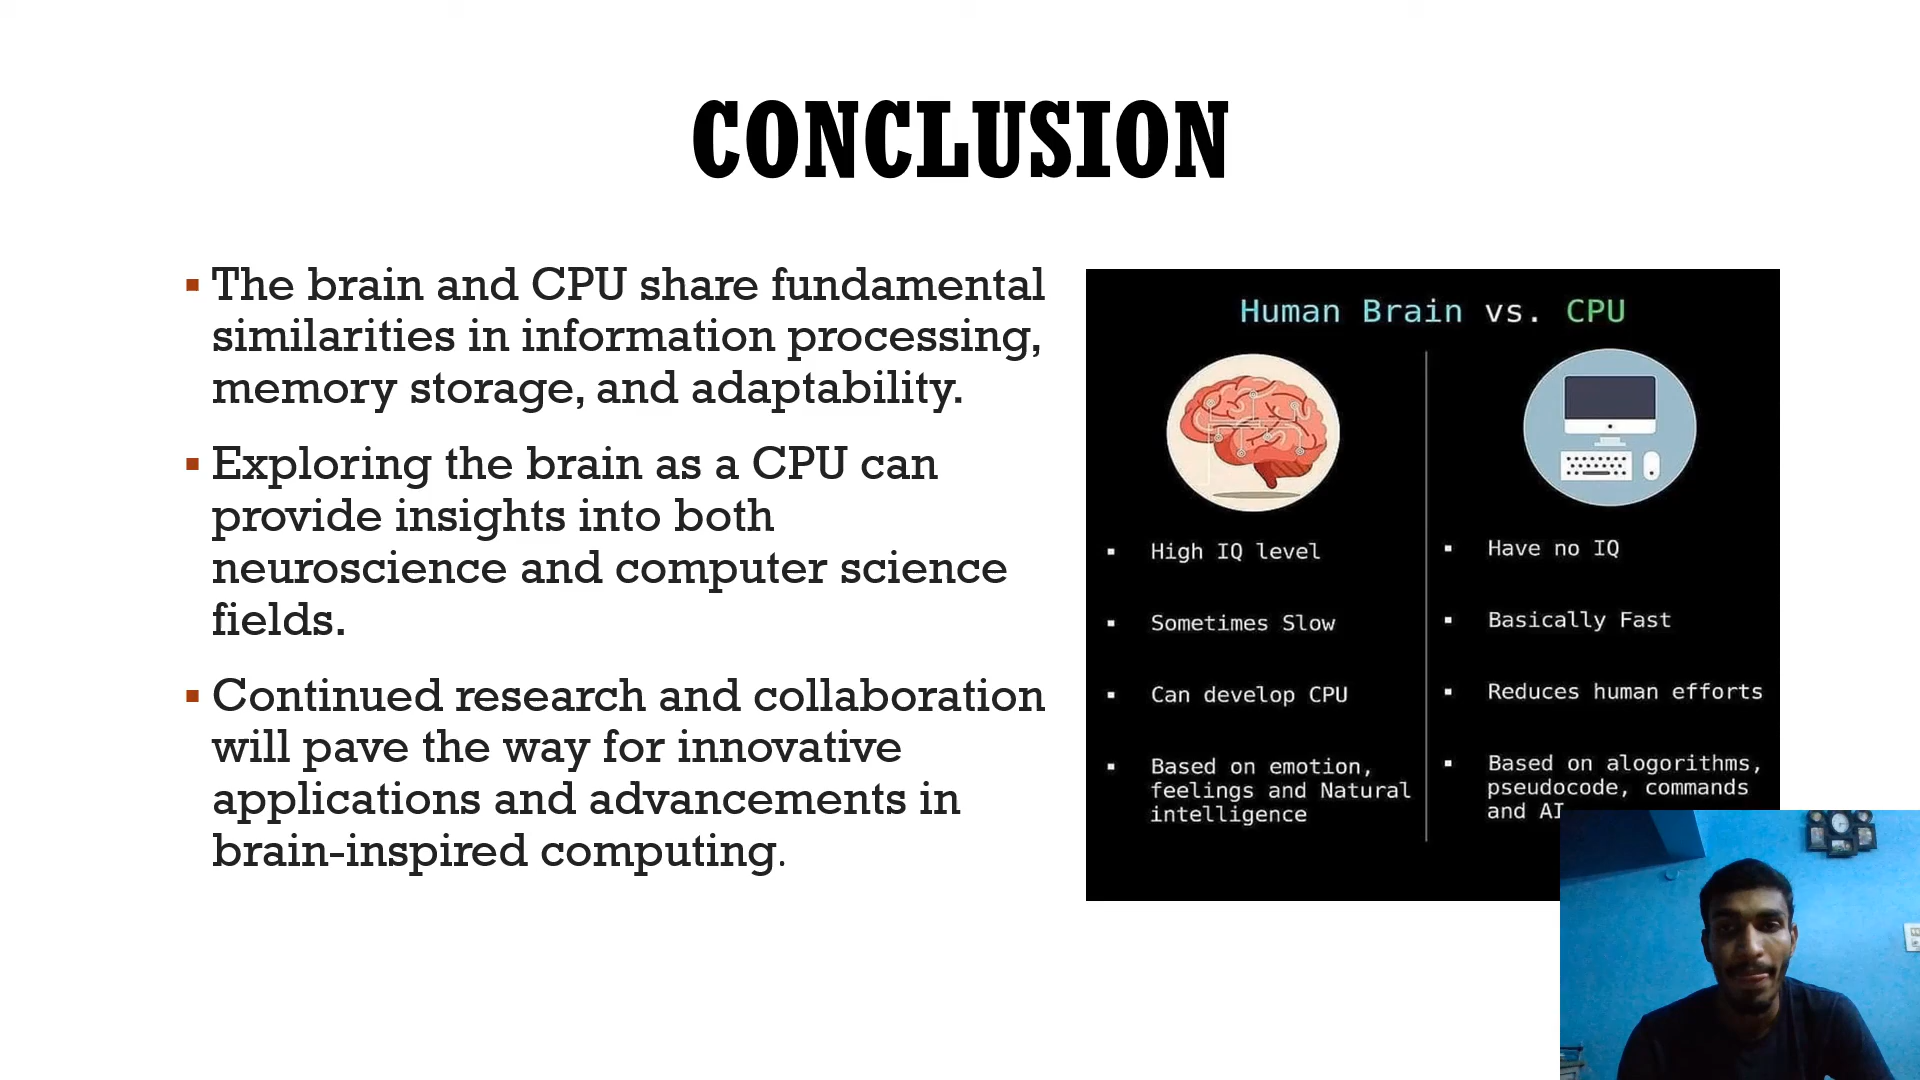 CONCLUSION
The brain and CPU share fundamental
similarities in information processing,
memory storage, and adaptability.
Exploring the brain as a CPU can
provide insights into both
neuroscience and computer science
fields.
Continued research and collaboration
will pave the way for innovative
applications and advancements in
brain-inspired computing.
Human Brain vs. CPU
High IQ level
Sometimes Slow
Can develop CPU
Based on emotion,
feelings and Natural
intelligence
Have no IQ
Basically Fast
Reduces human efforts
Based on alogorithms,
pseudocode, commands
and AI